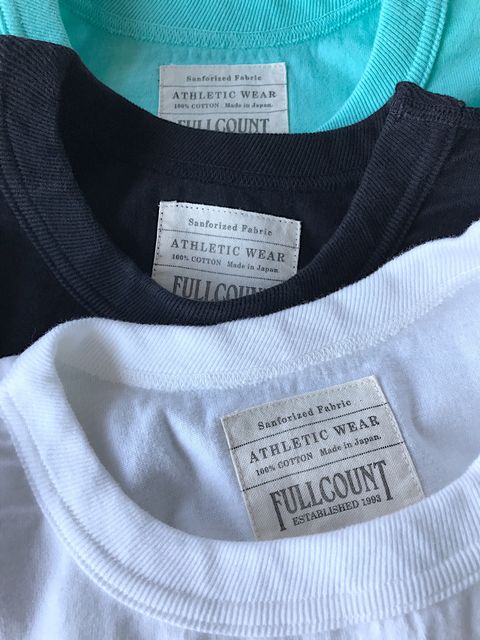 Sanforized Fabric
ATHLETIC WEAR
100% COTTON Made in Japan.
FULLCOUNT
Sanforized Fabric
ATHLETIC WEAR
100% COTTON Made in Japan.
FULLCOUNT
Sanforized Fabric
ATHLETIC WEAR
100% COTTON Made in Japan.
FULLCOUNT
ESTABLISHED 1993